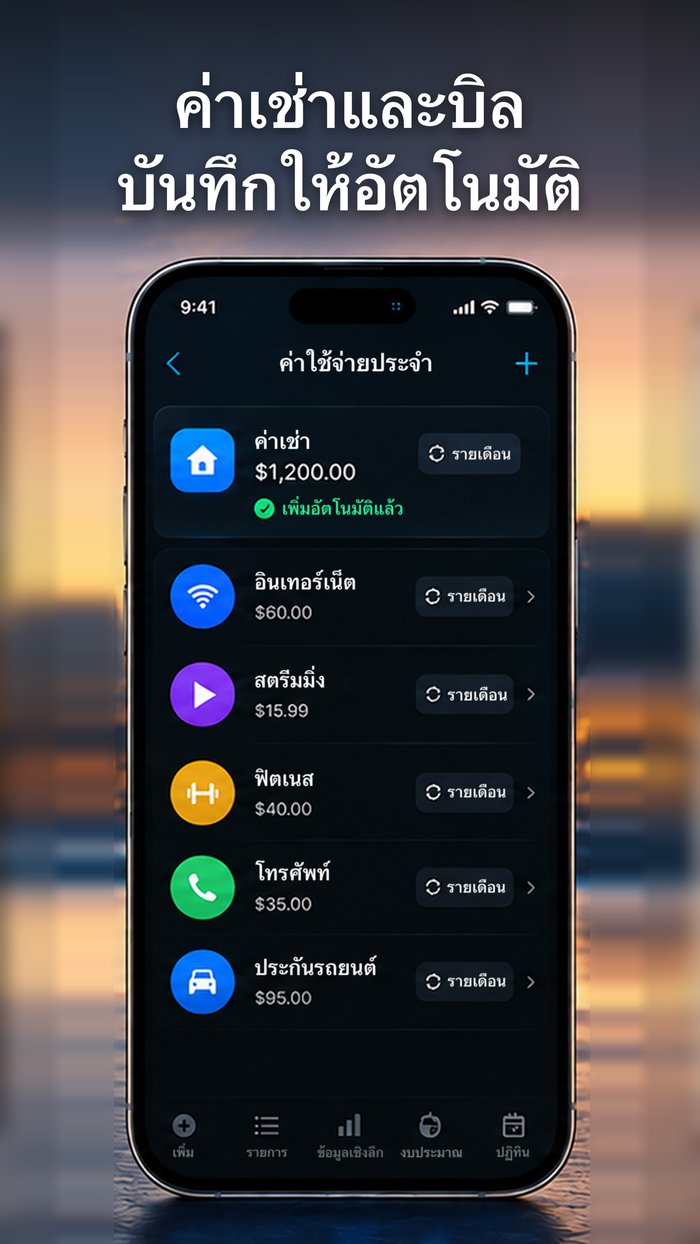 ค่าเช่าและบิล
บันทึกให้อัตโนมัติ
9:41
ค่าใช้จ่ายประจำ
ค่าเช่า
$1,200.00
รายเดือน
เพิ่มอัตโนมัติแล้ว
อินเทอร์เน็ต
$60.00
รายเดือน
สตรีมมิ่ง
$15.99
รายเดือน
ฟิตเนส
$40.00
รายเดือน
โทรศัพท์
$35.00
รายเดือน
ประกันรถยนต์
$95.00
รายเดือน
เพิ่ม
รายการ
ข้อมูลเชิงลึก
งบประมาณ
ปฏิทิน